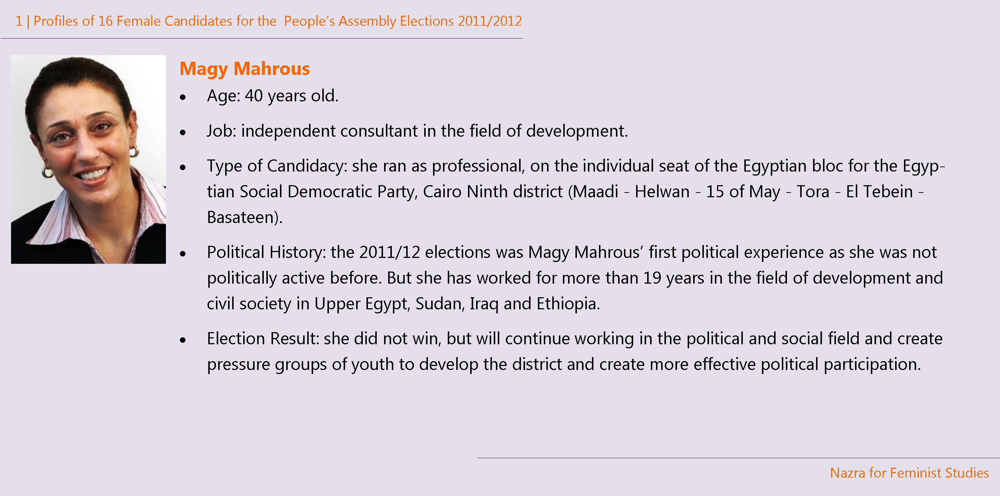 1 | Profiles of 16 Female Candidates for the  People’s Assembly Elections 2011/2012
Magy Mahrous
• Age: 40 years old.
• Job: independent consultant in the field of development.
• Type of Candidacy: she ran as professional, on the individual seat of the Egyptian bloc for the Egyp-
tian Social Democratic Party, Cairo Ninth district (Maadi - Helwan - 15 of May - Tora - El Tebein -
Basateen).
• Political History: the 2011/12 elections was Magy Mahrous’ first political experience as she was not
politically active before. But she has worked for more than 19 years in the field of development and
civil society in Upper Egypt, Sudan, Iraq and Ethiopia.
• Election Result: she did not win, but will continue working in the political and social field and create
pressure groups of youth to develop the district and create more effective political participation.
Nazra for Feminist Studies